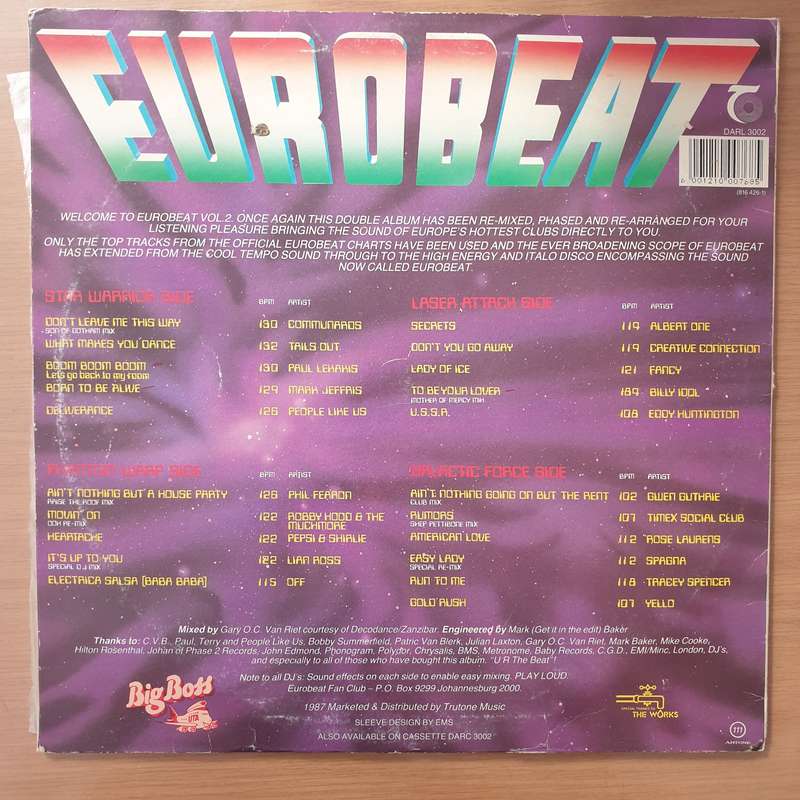 EUROBEAT
DARL 3002
6 001210 007685
(816 426-1)
WELCOME TO EUROBEAT VOL.2. ONCE AGAIN THIS DOUBLE ALBUM HAS BEEN RE-MIXED, PHASED AND RE-ARRANGED FOR YOUR
LISTENING PLEASURE BRINGING THE SOUND OF EUROPE'S HOTTEST CLUBS DIRECTLY TO YOU.
ONLY THE TOP TRACKS FROM THE OFFICIAL EUROBEAT CHARTS HAVE BEEN USED AND THE EVER BROADENING SCOPE OF EUROBEAT
HAS EXTENDED FROM THE COOL TEMPO SOUND THROUGH TO THE HIGH ENERGY AND ITALO DISCO ENCOMPASSING THE SOUND
NOW CALLED EUROBEAT.
STAR WARRIOR SIDE BPM ARTIST
DON'T LEAVE ME THIS WAY 130 COMMUNARDS
SON OF GOTHAM MIX
WHAT MAKES YOU DANCE 132 TAILS OUT
BOOM BOOM BOOM 130 PAUL LEKAKIS
Lets go back to my room
BORN TO BE ALIVE 129 MARK JEFFRIS
DELIVERANCE 126 PEOPLE LIKE US
LASER ATTACK SIDE BPM ARTIST
SECRETS 119 ALBERT ONE
DON'T YOU GO AWAY 119 CREATIVE CONNECTION
LADY OF ICE 121 FANCY
TO BE YOUR LOVER 189 BILLY IDOL
MOTHER OF MERCY MIX
U.S.S.R. 108 EDDY HUNTINGTON
WARP SIDE BPM ARTIST
AIN'T NOTHING BUT A HOUSE PARTY 126 PHIL FEARON
RAISE THE ROOF MIX
MOVIN' ON 122 BOBBY HOOD & THE
MUCHMORE
OOH RE-MIX
HEARTACHE 122 PEPSI & SHIRLIE
IT'S UP TO YOU 122 LIAN ROSS
SPECIAL DJ MIX
ELECTRICA SALSA (BABA BABA) 115 OFF
GALACTIC FORCE SIDE BPM ARTIST
AIN'T NOTHING GOING ON BUT THE RENT 102 GWEN GUTHRIE
CLUB MIX
RUMORS 107 TIMEX SOCIAL CLUB
SHEP PETTIBONE MIX
AMERICAN LOVE 112 ROSE LAURENS
EASY LADY 112 SPAGNA
SPECIAL RE-MIX
RUN TO ME 118 TRACEY SPENCER
GOLD RUSH 107 YELLO
Mixed by Gary O.C. Van Riet courtesy of Decodance/Zanzibar. Engineered by Mark (Get it in the edit) Baker
Thanks to: C.V.B., Paul, Terry and People Like Us, Bobby Summerfield, Patric Van Blerk, Julian Laxton, Gary O.C. Van Riet, Mark Baker, Mike Cooke,
Hilton Rosenthal, Johan of Phase 2 Records, John Edmond, Phonogram, Polydor, Chrysalis, BMS, Metronome, Baby Records, C.G.D., EMI/Minc, London, DJ's,
and especially to all of those who have bought this album. "U R The Beat"!
Note to all DJ's: Sound effects on each side to enable easy mixing. PLAY LOUD.
Eurobeat Fan Club – P.O. Box 9299 Johannesburg 2000.
Big Boss
SPECIAL THANKS TO
THE WORKS
1987 Marketed & Distributed by Trutone Music
SLEEVE DESIGN BY EMS
ALSO AVAILABLE ON CASSETTE DARC 3002